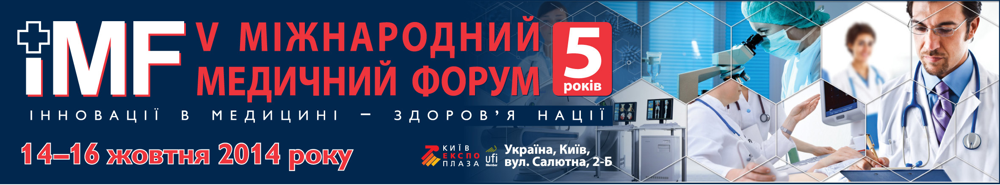 iMF
V МІЖНАРОДНИЙ
МЕДИЧНИЙ ФОРУМ
5
років
ІННОВАЦІЇ В МЕДИЦИНІ – ЗДОРОВ'Я НАЦІЇ
14–16 жовтня 2014 року
КИЇВ
ЕКСПО
ПЛАЗА
ufi
Member
Україна, Київ,
вул. Салютна, 2-Б